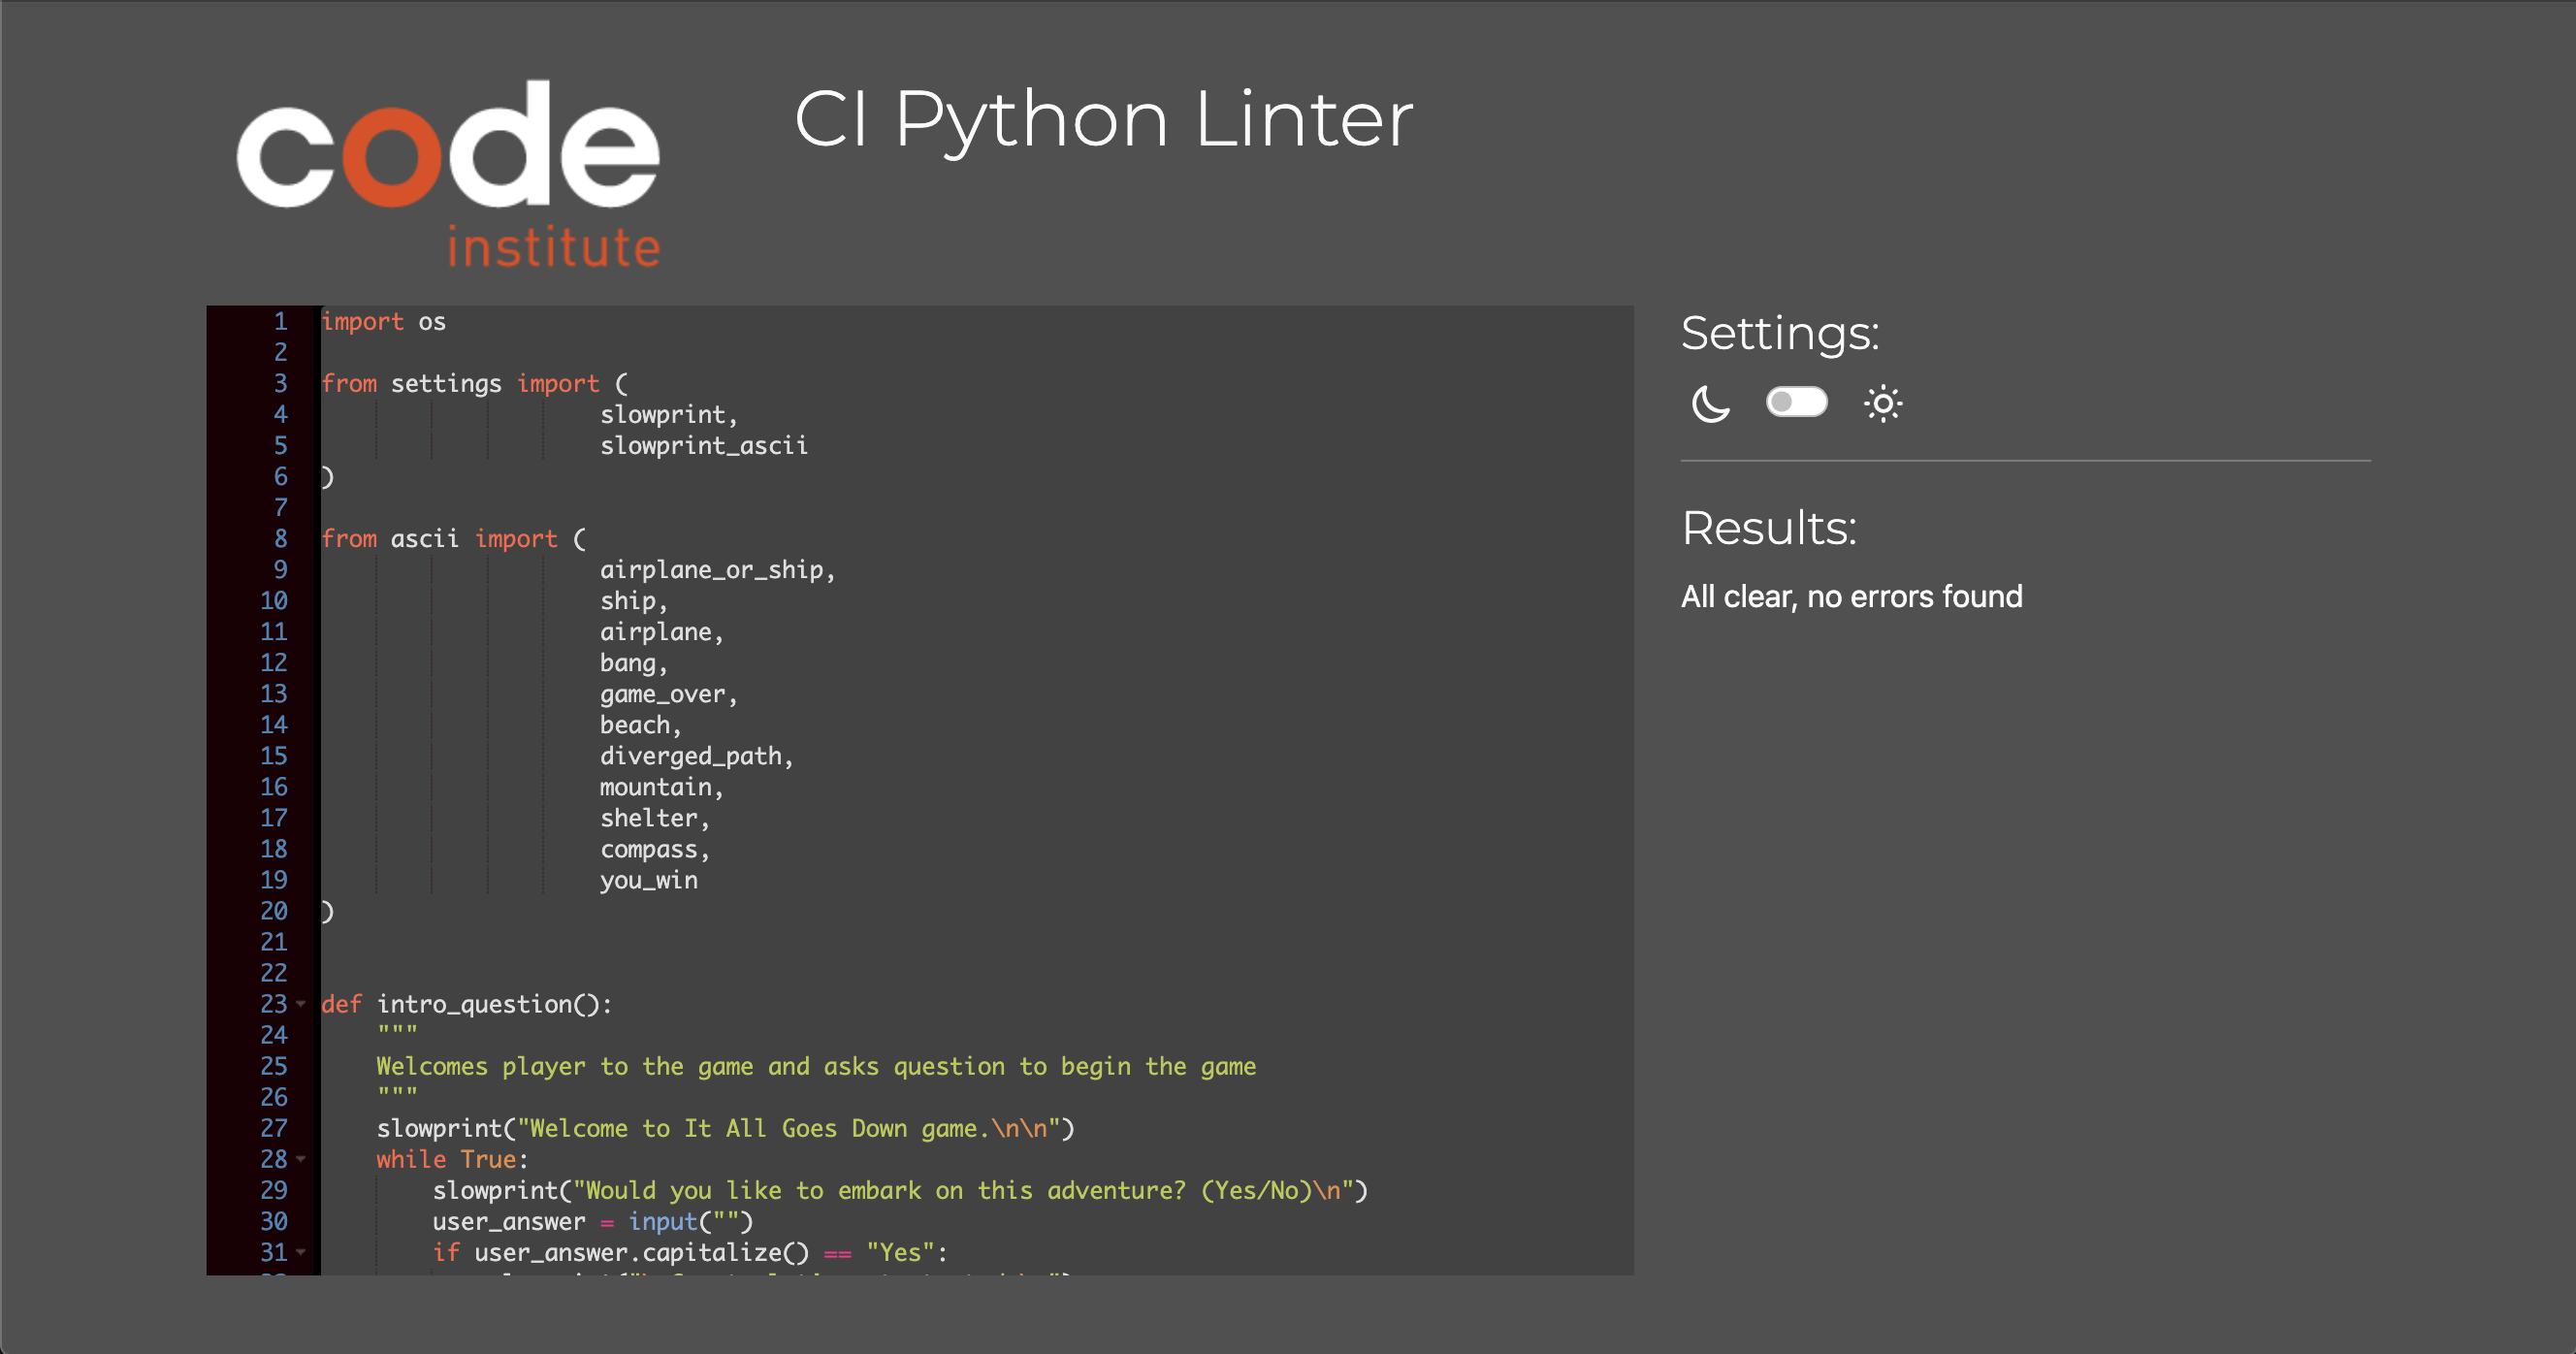 code
institute
CI Python Linter
1 import os
2
3 from settings import (
4 slowprint,
5 slowprint_ascii
6 )
7
8 from ascii import (
9 airplane_or_ship,
10 ship,
11 airplane,
12 bang,
13 game_over,
14 beach,
15 diverged_path,
16 mountain,
17 shelter,
18 compass,
19 you_win
20 )
21
22
23 def intro_question():
24 """
25 Welcomes player to the game and asks question to begin the game
26 """
27 slowprint("Welcome to It All Goes Down game.\n\n")
28 while True:
29 slowprint("Would you like to embark on this adventure? (Yes/No)\n")
30 user_answer = input("")
31 if user_answer.capitalize() == "Yes":
Settings:
Results:
All clear, no errors found